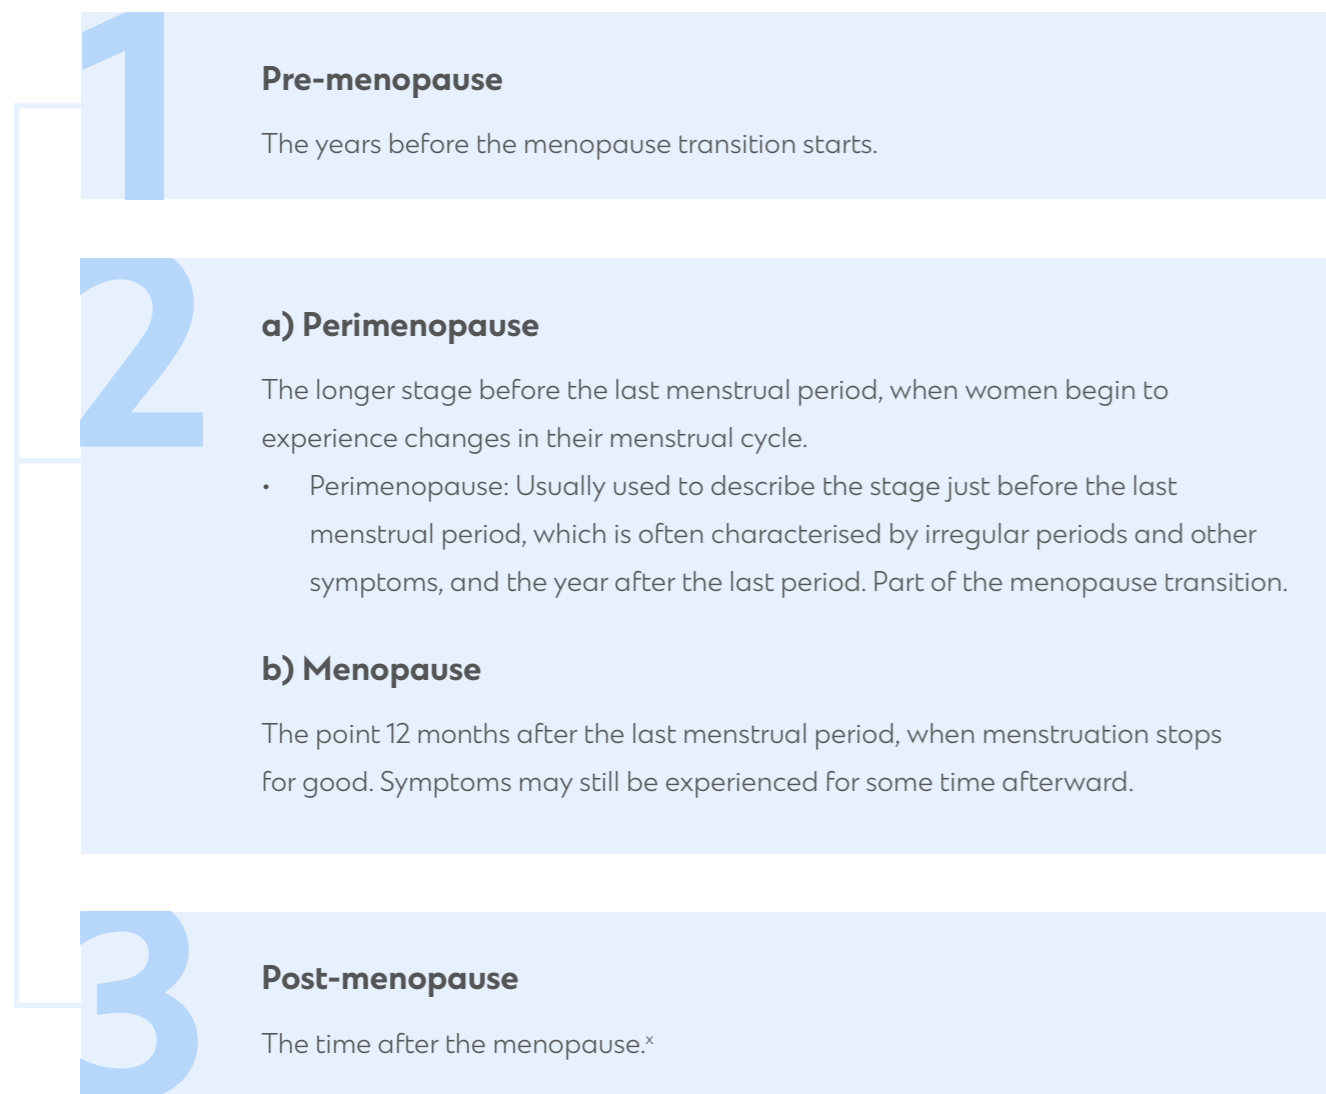 1
Pre-menopause
The years before the menopause transition starts.
2
a) Perimenopause
The longer stage before the last menstrual period, when women begin to
experience changes in their menstrual cycle.
• Perimenopause: Usually used to describe the stage just before the last
menstrual period, which is often characterised by irregular periods and other
symptoms, and the year after the last period. Part of the menopause transition.
b) Menopause
The point 12 months after the last menstrual period, when menstruation stops
for good. Symptoms may still be experienced for some time afterward.
3
Post-menopause
The time after the menopause.ˣ